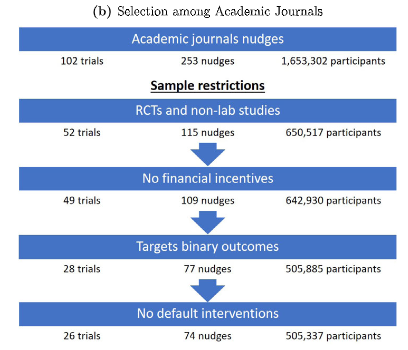 (b) Selection among Academic Journals
Academic journals nudges
102 trials 253 nudges 1,653,302 participants
Sample restrictions
RCTs and non-lab studies
52 trials 115 nudges 650,517 participants
No financial incentives
49 trials 109 nudges 642,930 participants
Targets binary outcomes
28 trials 77 nudges 505,885 participants
No default interventions
26 trials 74 nudges 505,337 participants